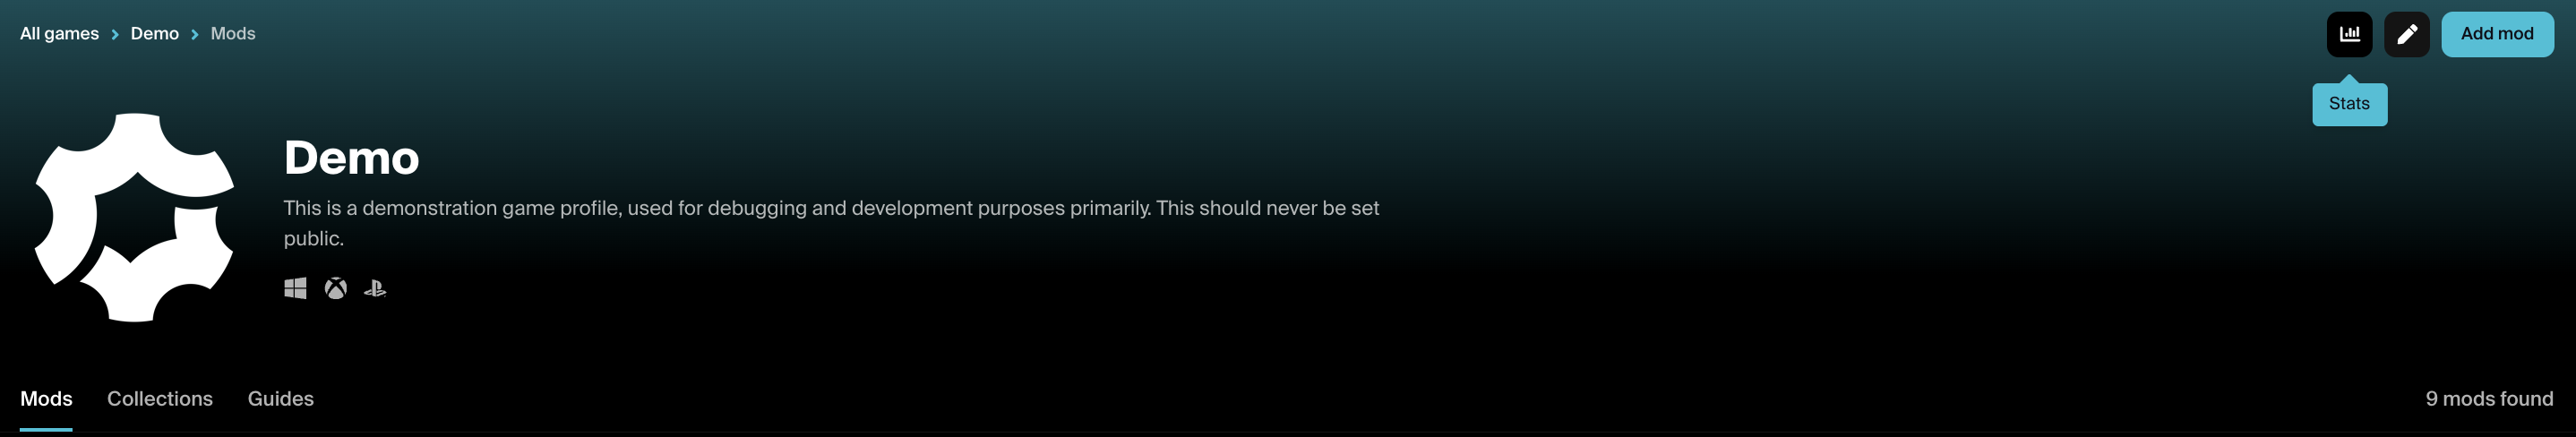 All games > Demo > Mods
Add mod
Stats
Demo
This is a demonstration game profile, used for debugging and development purposes primarily. This should never be set
public.
Mods Collections Guides
9 mods found